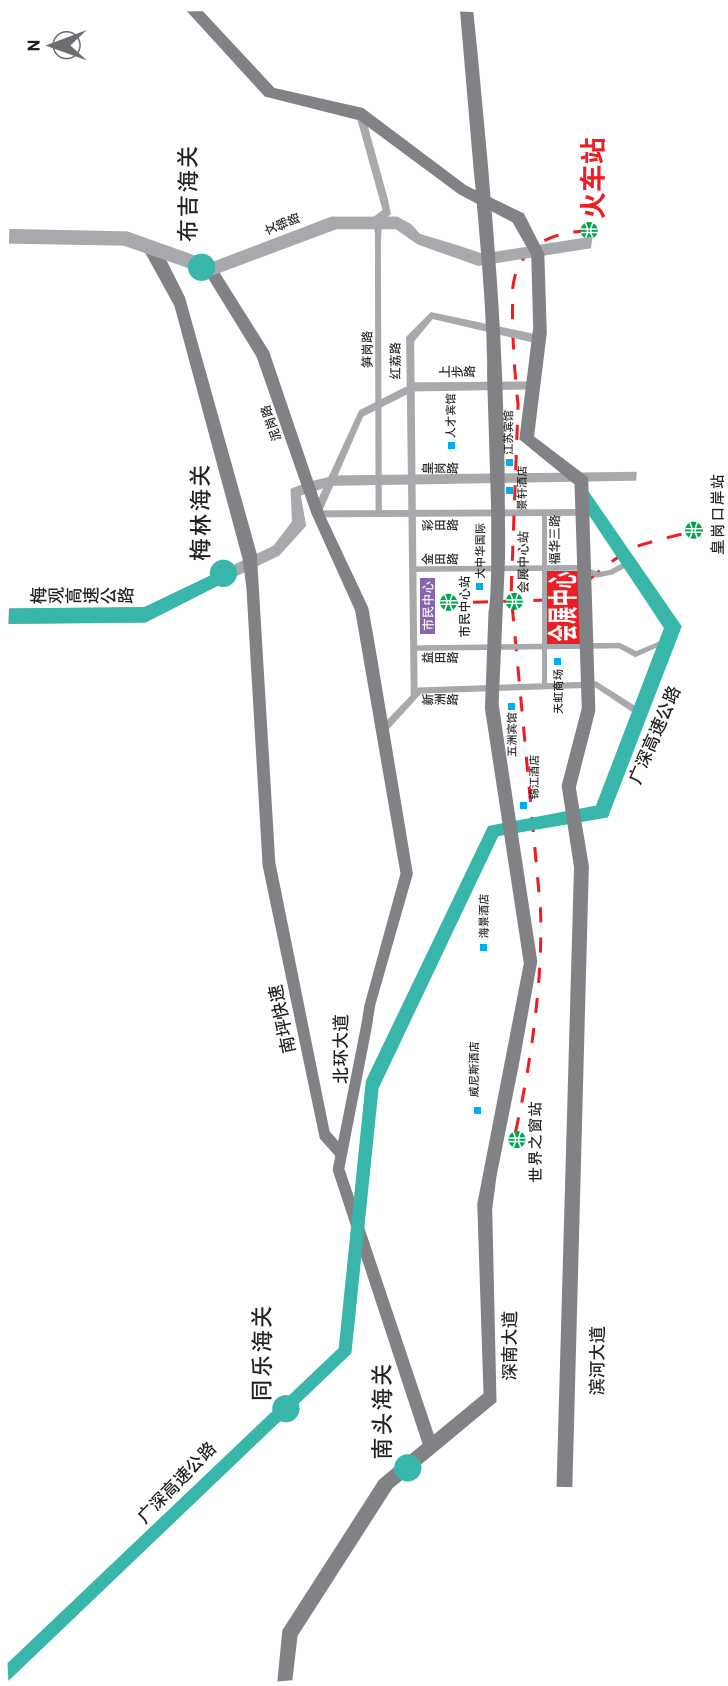 N
布吉海关
文锦路
火车站
笋岗路
红荔路
上步路
泥岗路
人才宾馆
江苏宾馆
皇岗路
景轩酒店
梅林海关
梅观高速公路
彩田路
金田路
大中华国际
会展中心站
福华三路
皇岗口岸站
市民中心
市民中心站
会展中心
益田路
新洲路
天虹商场
五洲宾馆
锦江酒店
广深高速公路
海景酒店
南坪快速
北环大道
威尼斯酒店
世界之窗站
同乐海关
南头海关
深南大道
滨河大道
广深高速公路